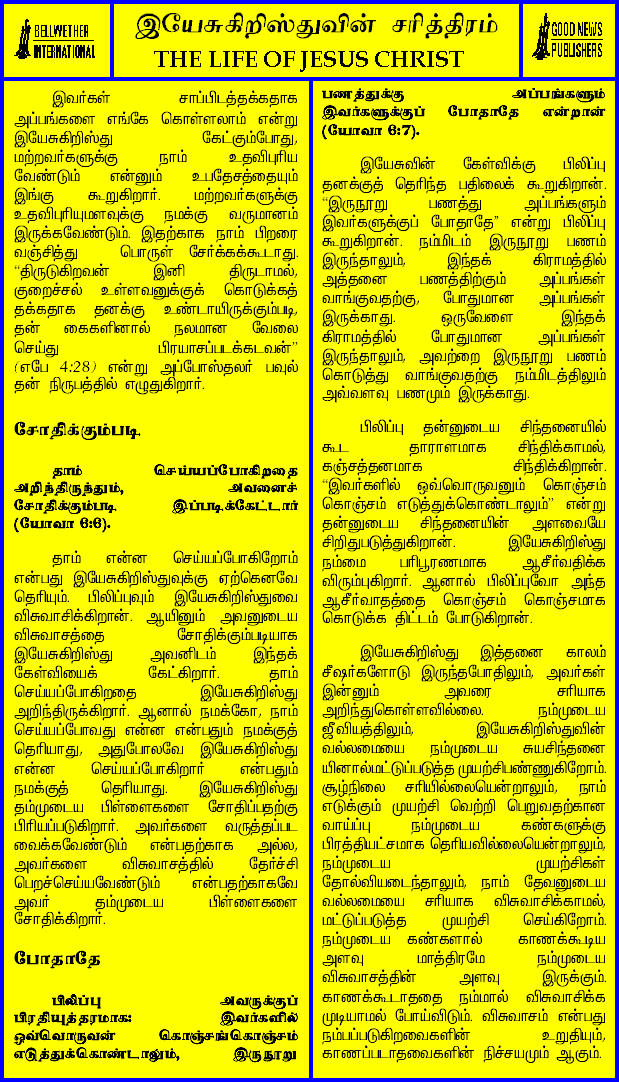 BELLWETHER
INTERNATIONAL
இயேசுகிறிஸ்துவின் சரித்திரம்
THE LIFE OF JESUS CHRIST
GOOD NEWS
PUBLISHERS
இவர்கள் சாப்பிடத்தக்கதாக
அப்பங்களை எங்கே கொள்ளலாம் என்று
இயேசுகிறிஸ்து கேட்கும்போது,
மற்றவர்களுக்கு நாம் உதவிபுரிய
வேண்டும் என்னும் உபதேசத்தையும்
இங்கு கூறுகிறார். மற்றவர்களுக்கு
உதவிபுரியுமளவுக்கு நமக்கு வருமானம்
இருக்கவேண்டும். இதற்காக நாம் பிறரை
வஞ்சித்து பொருள் சேர்க்கக்கூடாது.
“திருடுகிறவன் இனி திருடாமல்,
குறைச்சல் உள்ளவனுக்குக் கொடுக்கத்
தக்கதாக தனக்கு உண்டாயிருக்கும்படி,
தன் கைகளினால் நலமான வேலை
செய்து பிரயாசப்படக்கடவன்”
(எபே 4:28) என்று அப்போஸ்தலர் பவுல்
தன் நிருபத்தில் எழுதுகிறார்.
சோதிக்கும்படி
தாம் செய்யப்போகிறதை
அறிந்திருந்தும், அவனைச்
சோதிக்கும்படி இப்படிக்கேட்டார்
(யோவா 6:6).
தாம் என்ன செய்யப்போகிறோம்
என்பது இயேசுகிறிஸ்துவுக்கு ஏற்கெனவே
தெரியும். பிலிப்புவும் இயேசுகிறிஸ்துவை
விசுவாசிக்கிறான். ஆயினும் அவனுடைய
விசுவாசத்தை சோதிக்கும்படியாக
இயேசுகிறிஸ்து அவனிடம் இந்தக்
கேள்வியைக் கேட்கிறார். தாம்
செய்யப்போகிறதை இயேசுகிறிஸ்து
அறிந்திருக்கிறார். ஆனால் நமக்கோ, நாம்
செய்யப்போவது என்ன என்பதும் நமக்குத்
தெரியாது, அதுபோலவே இயேசுகிறிஸ்து
என்ன செய்யப்போகிறார் என்பதும்
நமக்குத் தெரியாது. இயேசுகிறிஸ்து
தம்முடைய பிள்ளைகளை சோதிப்பதற்கு
பிரியப்படுகிறார். அவர்களை வருத்தப்பட
வைக்கவேண்டும் என்பதற்காக அல்ல,
அவர்களை விசுவாசத்தில் தேர்ச்சி
பெறச்செய்யவேண்டும் என்பதற்காகவே
அவர் தம்முடைய பிள்ளைகளை
சோதிக்கிறார்.
போதாதே
பிலிப்பு அவருக்குப்
பிரதியுத்தரமாக: இவர்களில்
ஒவ்வொருவன் கொஞ்சங்கொஞ்சம்
எடுத்துக்கொண்டாலும், இருநூறு
பணத்துக்கு அப்பங்களும்
இவர்களுக்குப் போதாதே என்றான்
(யோவா 6:7).
இயேசுவின் கேள்விக்கு பிலிப்பு
தனக்குத் தெரிந்த பதிலைக் கூறுகிறான்.
“இருநூறு பணத்து அப்பங்களும்
இவர்களுக்குப் போதாதே” என்று பிலிப்பு
கூறுகிறான். நம்மிடம் இருநூறு பணம்
இருந்தாலும், இந்தக் கிராமத்தில்
அத்தனை பணத்திற்கும் அப்பங்கள்
வாங்குவதற்கு, போதுமான அப்பங்கள்
இருக்காது. ஒருவேளை இந்தக்
கிராமத்தில் போதுமான அப்பங்கள்
இருந்தாலும், அவற்றை இருநூறு பணம்
கொடுத்து வாங்குவதற்கு நம்மிடத்திலும்
அவ்வளவு பணமும் இருக்காது.
பிலிப்பு தன்னுடைய சிந்தனையில்
கூட தாராளமாக சிந்திக்காமல்,
கஞ்சத்தனமாக சிந்திக்கிறான்.
“இவர்களில் ஒவ்வொருவனும் கொஞ்சம்
கொஞ்சம் எடுத்துக்கொண்டாலும்” என்று
தன்னுடைய சிந்தனையின் அளவையே
சிறிதுபடுத்துகிறான். இயேசுகிறிஸ்து
நம்மை பரிபூரணமாக ஆசீர்வதிக்க
விரும்புகிறார். ஆனால் பிலிப்புவோ அந்த
ஆசீர்வாதத்தை கொஞ்சம் கொஞ்சமாக
கொடுக்க திட்டம் போடுகிறான்.
இயேசுகிறிஸ்து இத்தனை காலம்
சீஷர்களோடு இருந்தபோதிலும், அவர்கள்
இன்னும் அவரை சரியாக
அறிந்துகொள்ளவில்லை. நம்முடைய
ஜீவியத்திலும், இயேசுகிறிஸ்துவின்
வல்லமையை நம்முடைய சுயசிந்தனை
யினால்மட்டுப்படுத்த முயற்சிபண்ணுகிறோம்.
சூழ்நிலை சரியில்லையென்றாலும், நாம்
எடுக்கும் முயற்சி வெற்றி பெறுவதற்கான
வாய்ப்பு நம்முடைய கண்களுக்கு
பிரத்தியட்சமாக தெரியவில்லையென்றாலும்,
நம்முடைய முயற்சிகள்
தோல்வியடைந்தாலும், நாம் தேவனுடைய
வல்லமையை சரியாக விசுவாசிக்காமல்,
மட்டுப்படுத்த முயற்சி செய்கிறோம்.
நம்முடைய கண்களால் காணக்கூடிய
அளவு மாத்திரமே நம்முடைய
விசுவாசத்தின் அளவு இருக்கும்.
காணக்கூடாததை நம்மால் விசுவாசிக்க
முடியாமல் போய்விடும். விசுவாசம் என்பது
நம்பப்படுகிறவைகளின் உறுதியும்,
காணப்படாதவைகளின் நிச்சயமும் ஆகும்.